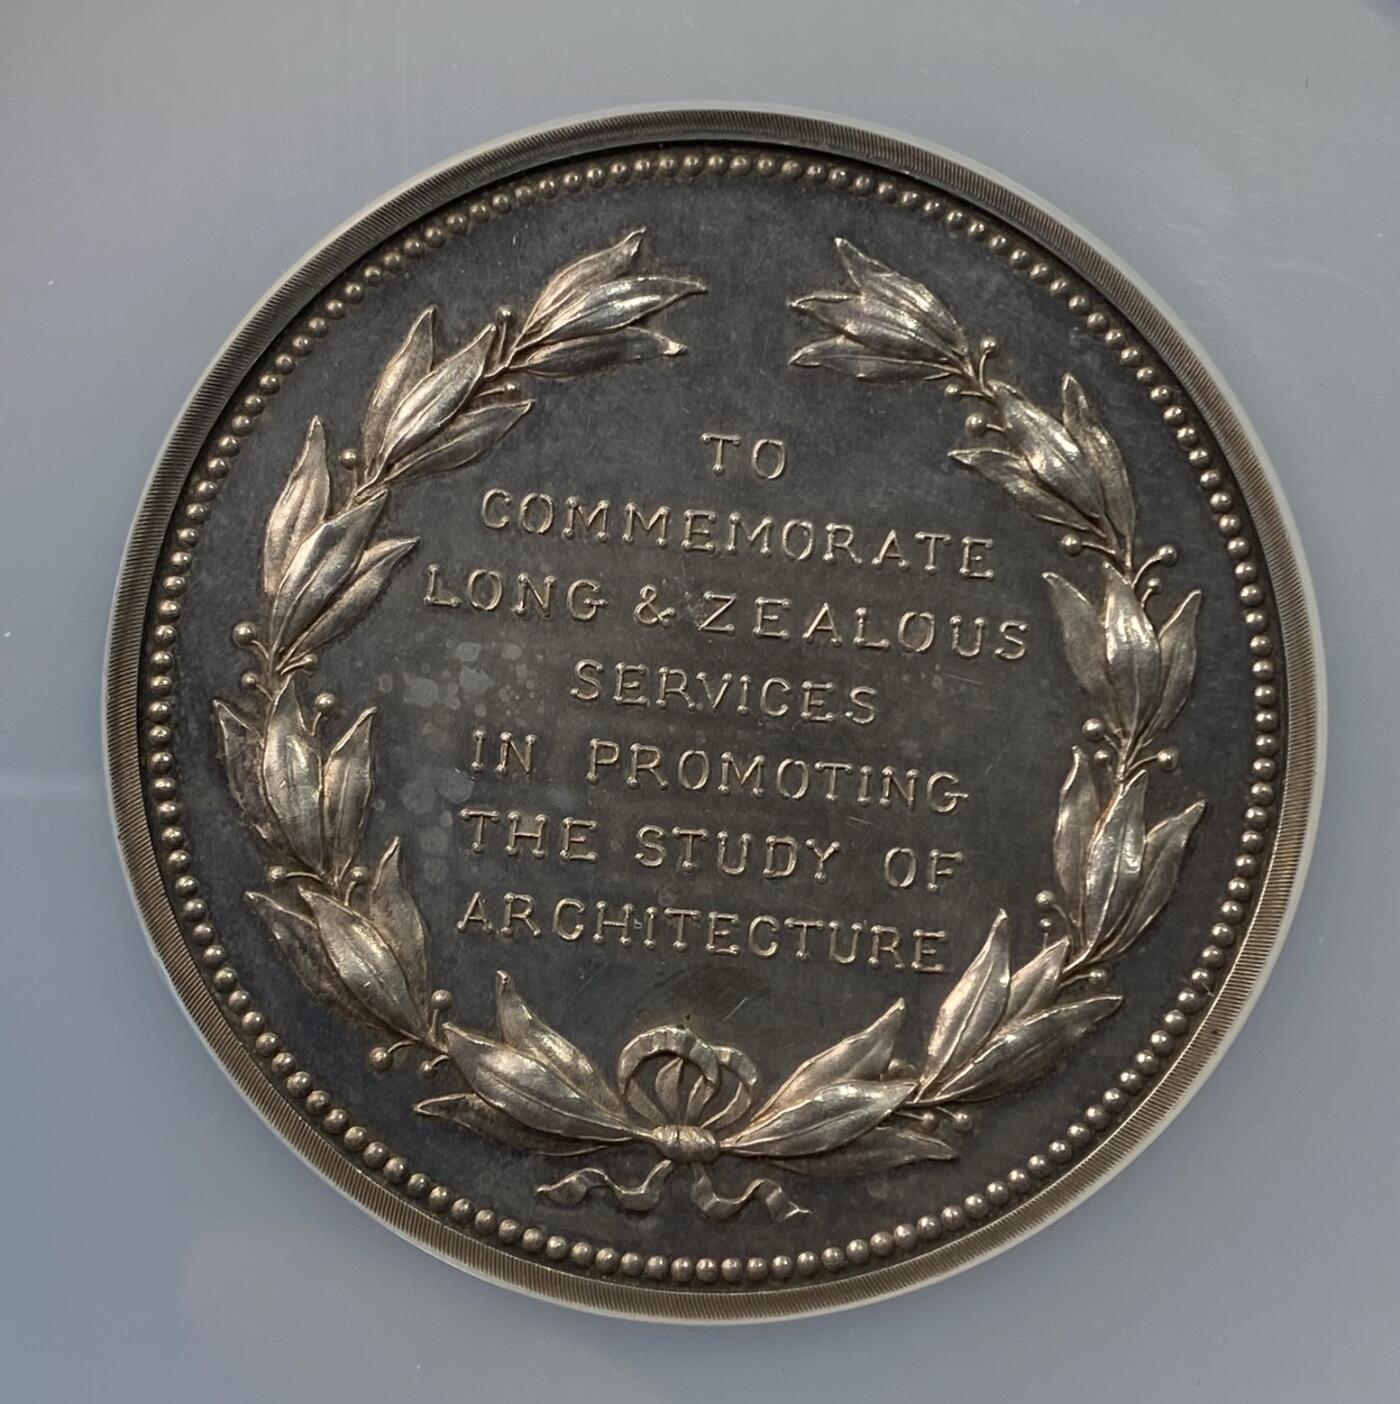 TO
COMMEMORATE
LONG & ZEALOUS
SERVICES
IN PROMOTING
THE STUDY OF
ARCHITECTURE